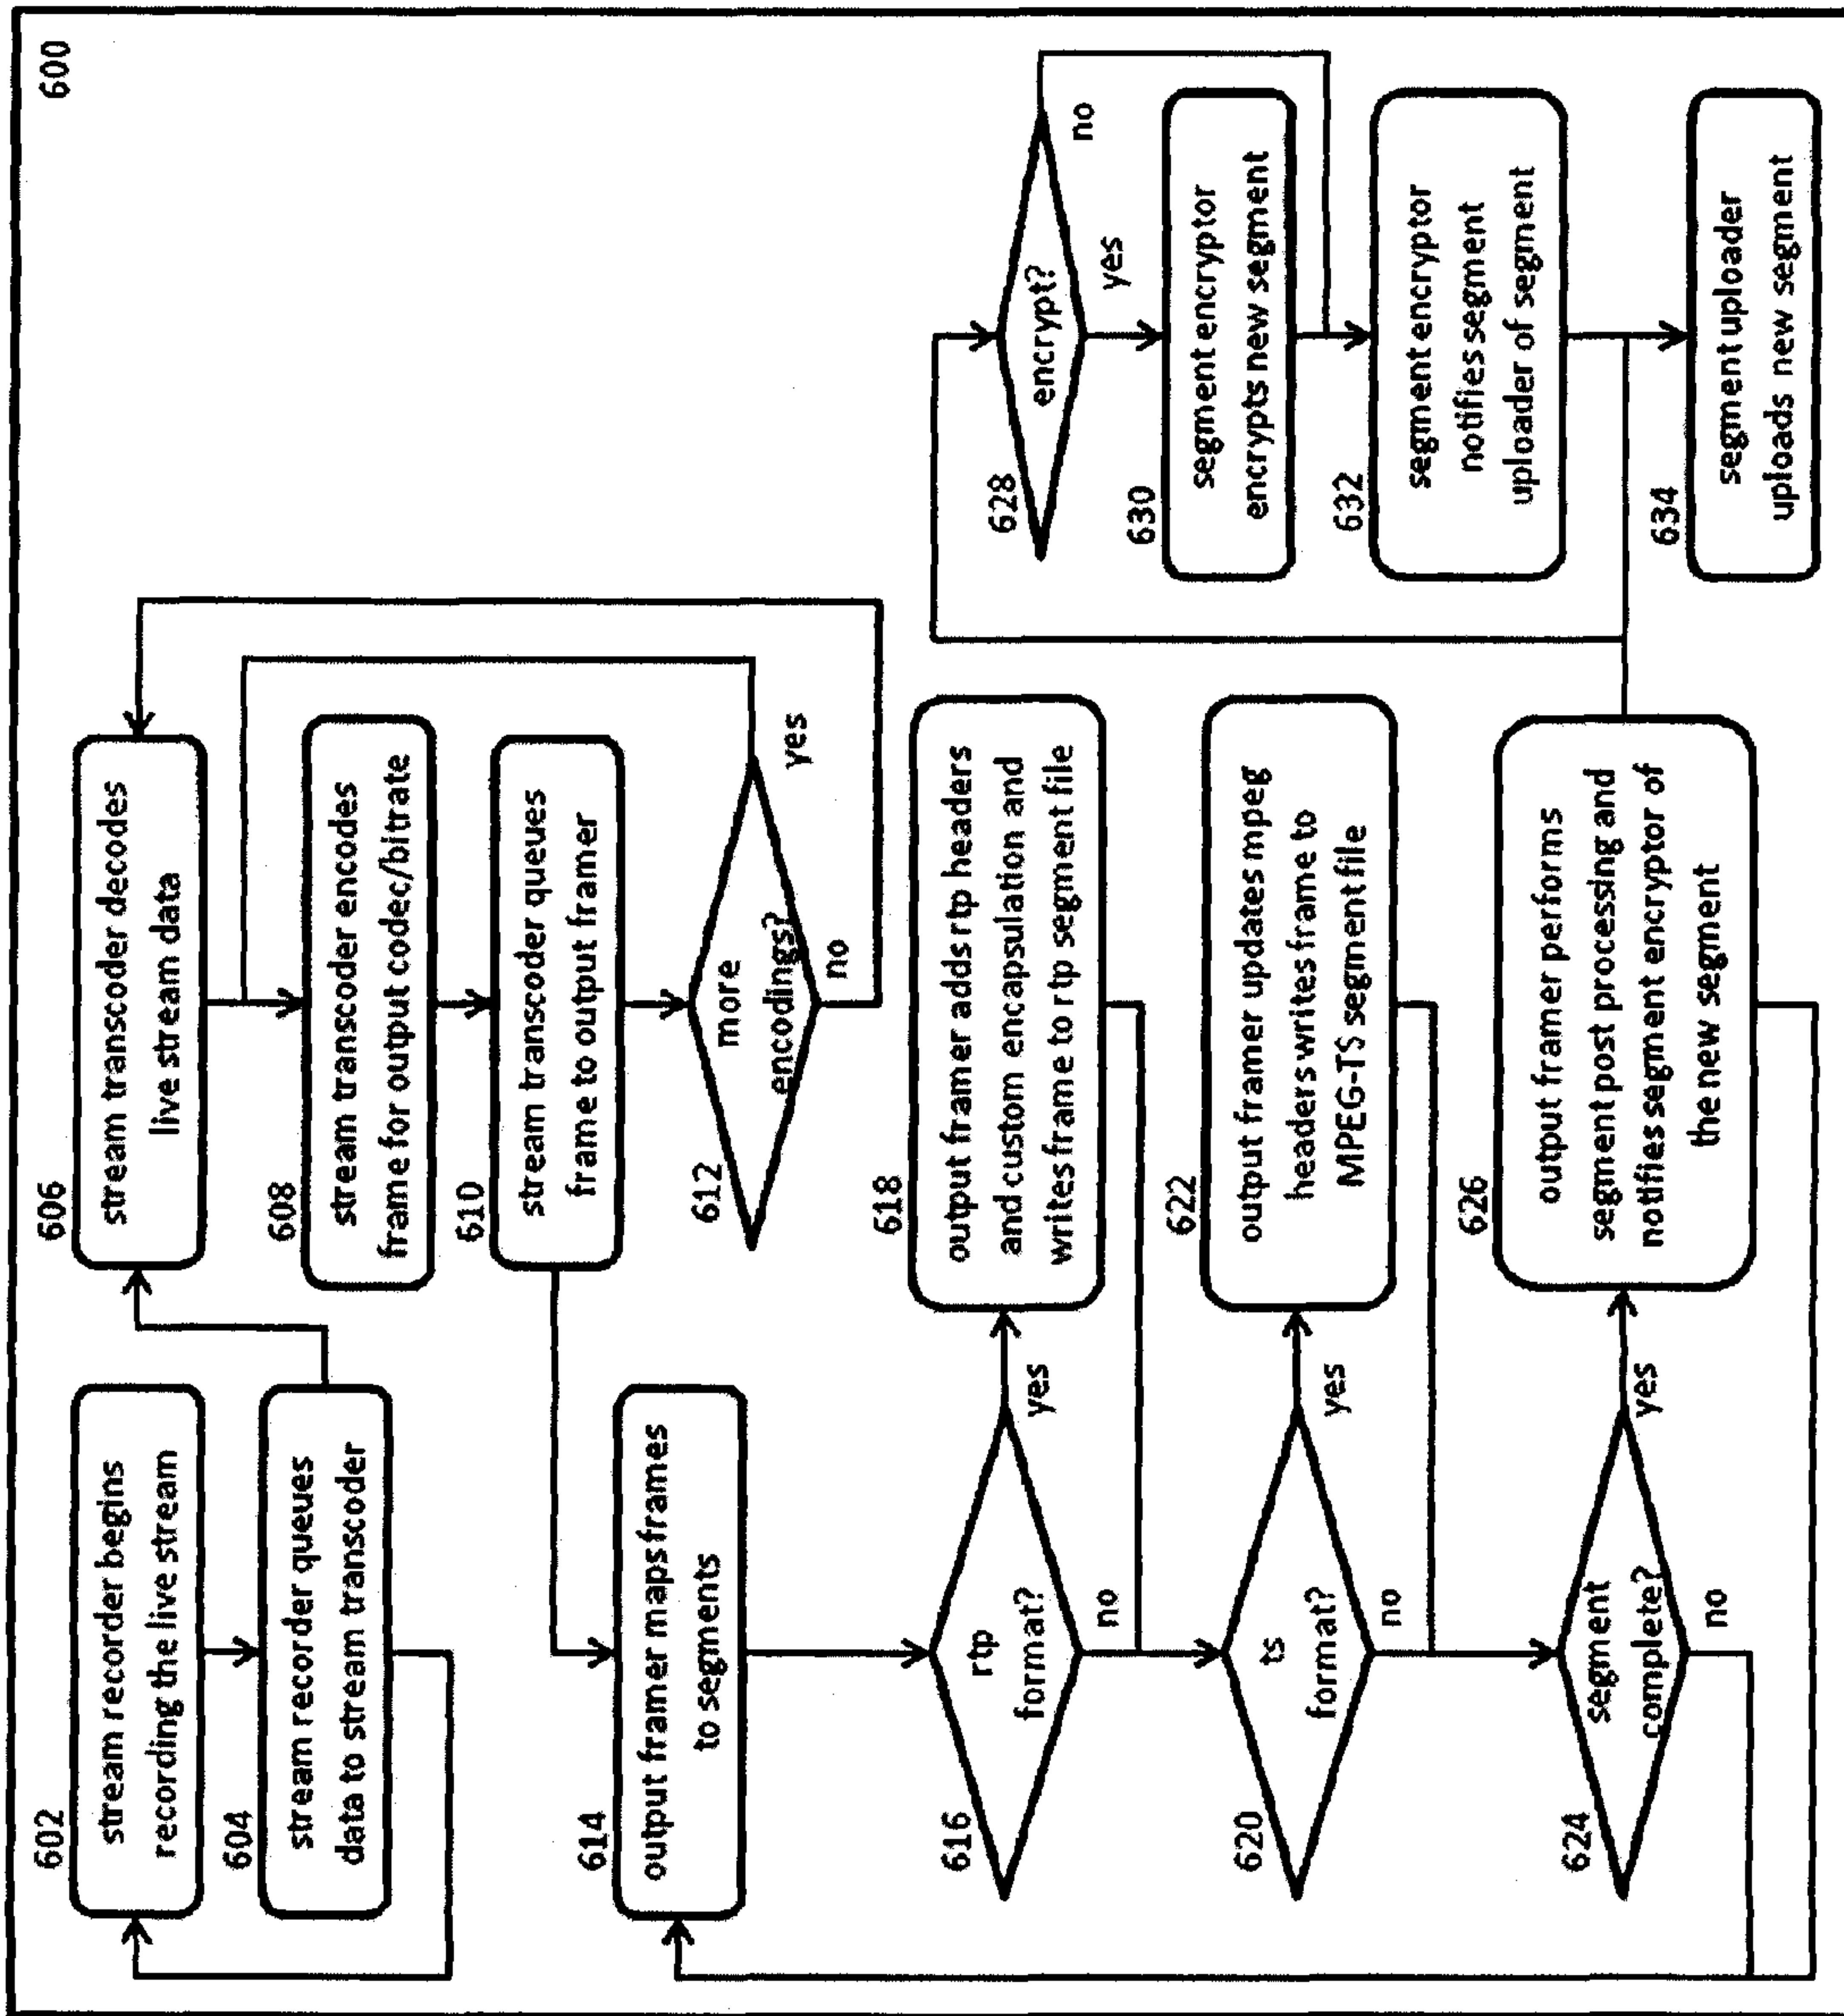 600
602
stream recorder begins
recording the live stream
604
stream recorder queues
data to stream transcoder
606
stream transcoder decodes
live stream data
608
stream transcoder encodes
frame for output codec/bitrate
610
stream transcoder queues
frame to output framer
612
more
encodings?
yes
no
614
output framer maps frames
to segments
616
rtp
format?
yes
no
618
output framer adds rtp headers
and custom encapsulation and
writes frame to rtp segment file
620
ts
format?
yes
no
622
output framer updates mpeg
headers writes frame to
MPEG-TS segment file
624
segment
complete?
yes
no
626
output framer performs
segment post processing and
notifies segment encryptor of
the new segment
628
encrypt?
no
yes
630
segment encryptor
encrypts new segment
632
segment encryptor
notifies segment
uploader of segment
634
segment uploader
uploads new segment